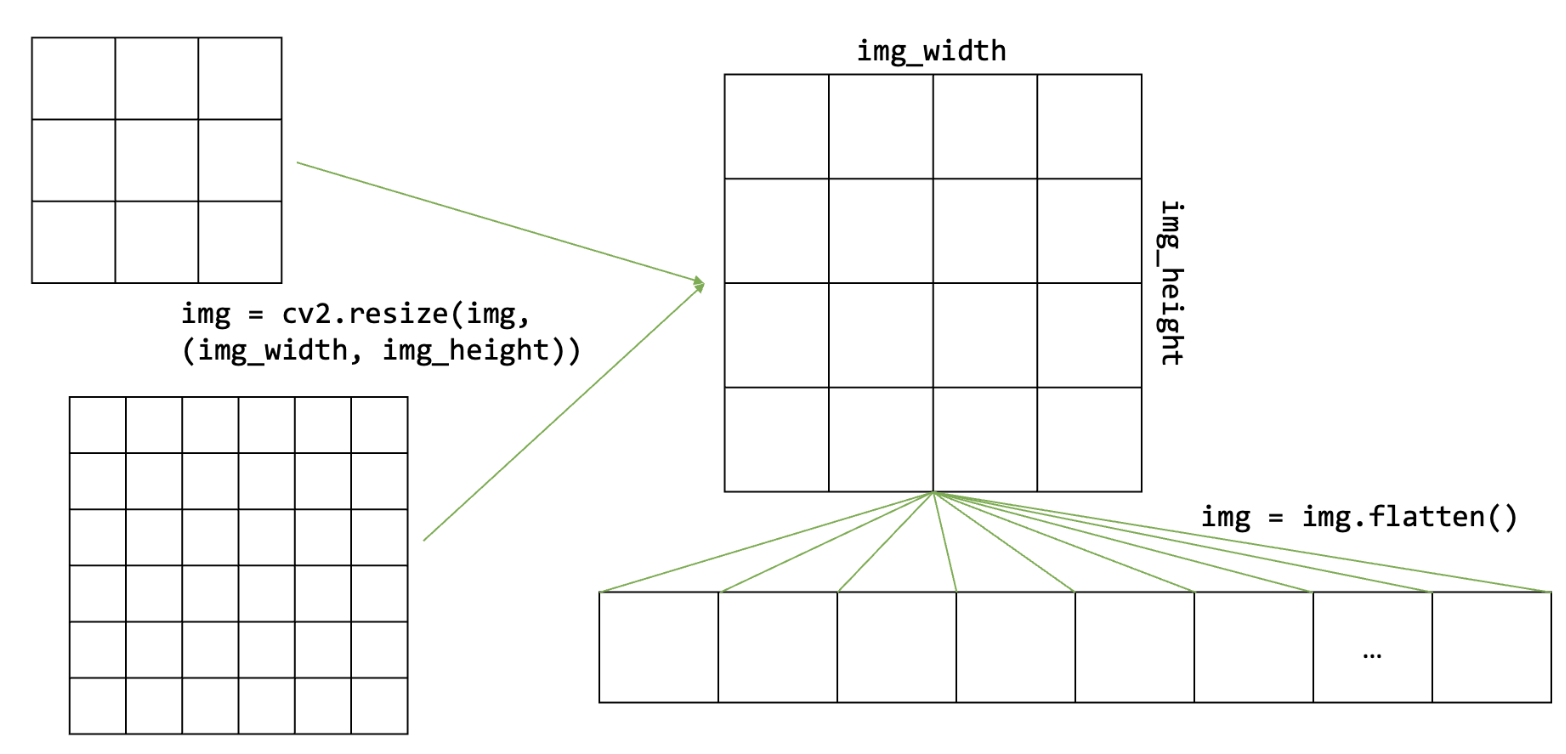 img_width
img_height
img = cv2.resize(img,
(img_width, img_height))
img = img.flatten()
...